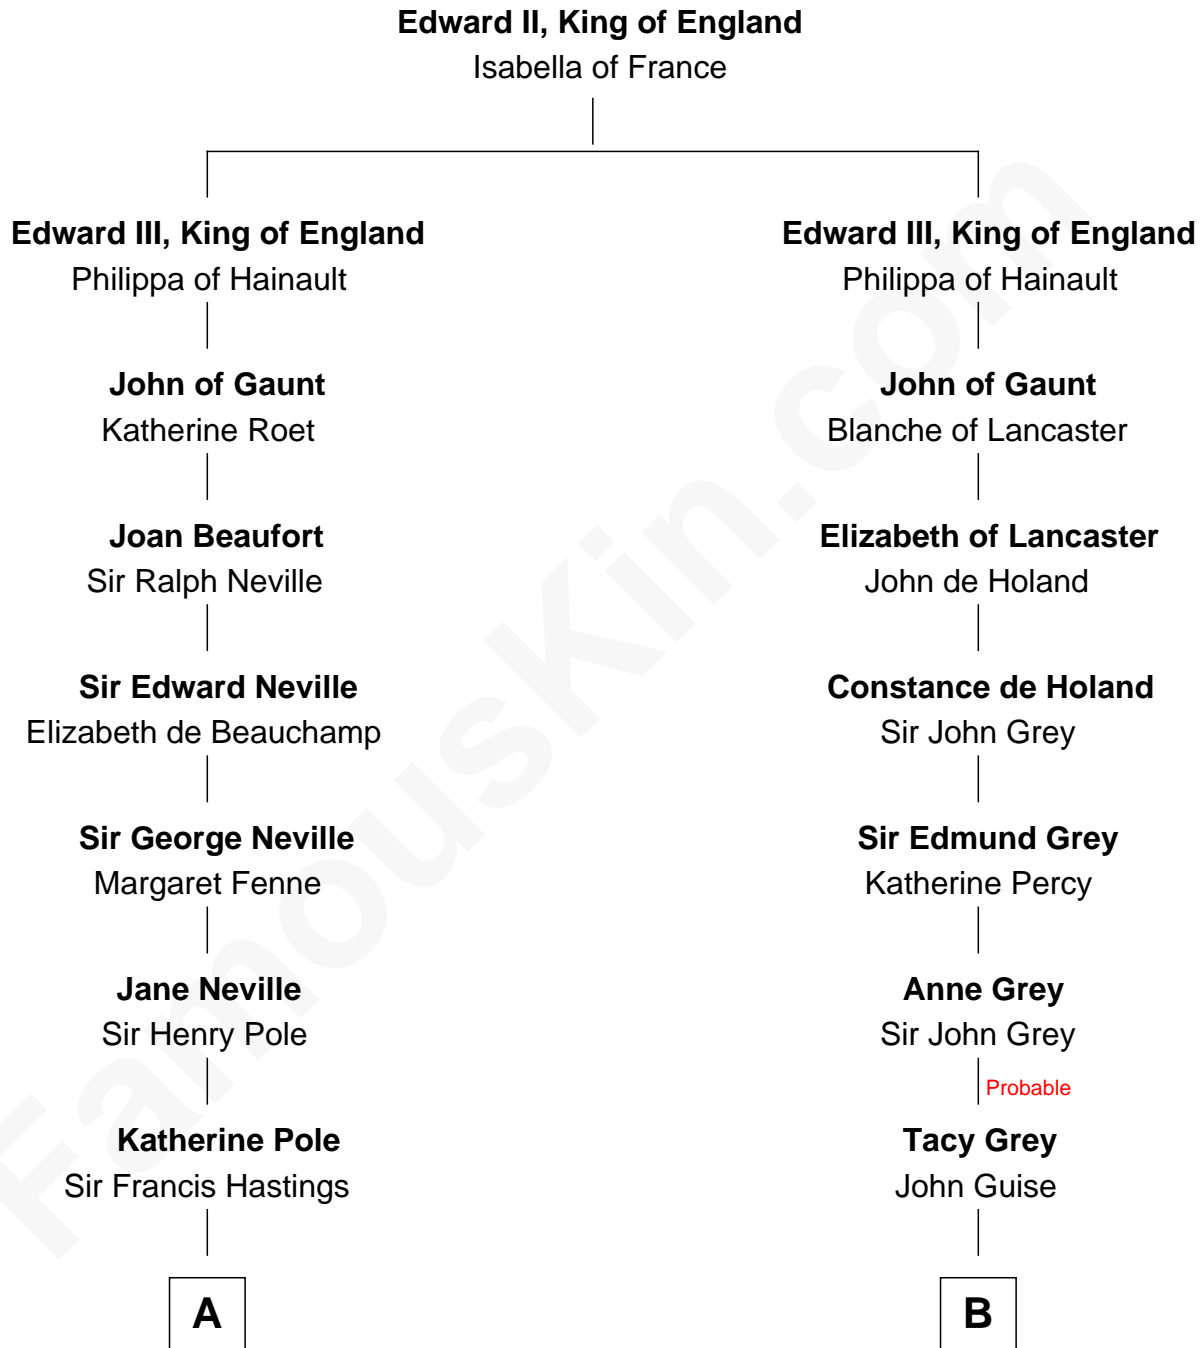 Edward II, King of England
Isabella of France
Edward III, King of England
Philippa of Hainault
Edward III, King of England
Philippa of Hainault
John of Gaunt
Katherine Roet
John of Gaunt
Blanche of Lancaster
Joan Beaufort
Sir Ralph Neville
Elizabeth of Lancaster
John de Holand
Sir Edward Neville
Elizabeth de Beauchamp
Constance de Holand
Sir John Grey
Sir George Neville
Margaret Fenne
Sir Edmund Grey
Katherine Percy
Jane Neville
Sir Henry Pole
Anne Grey
Sir John Grey
Probable
Katherine Pole
Sir Francis Hastings
Tacy Grey
John Guise
A
B
FamousKin.com